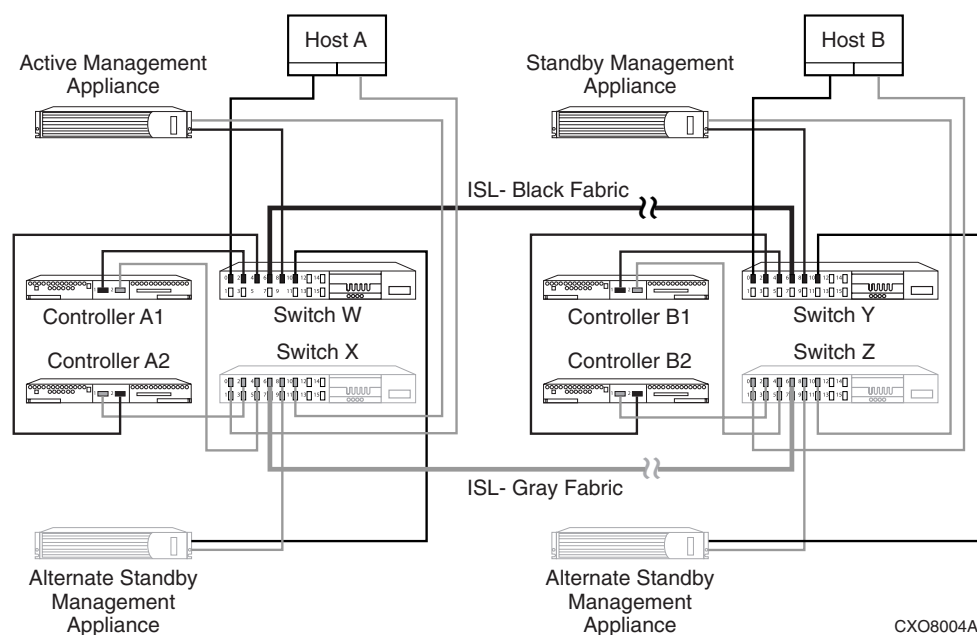 Host A
Host B
Active Management
Appliance
Standby Management
Appliance
ISL- Black Fabric
Controller A1
Switch W
Controller B1
Switch Y
Controller A2
Switch X
Controller B2
Switch Z
ISL- Gray Fabric
Alternate Standby
Management
Appliance
Alternate Standby
Management
Appliance
CXO8004A